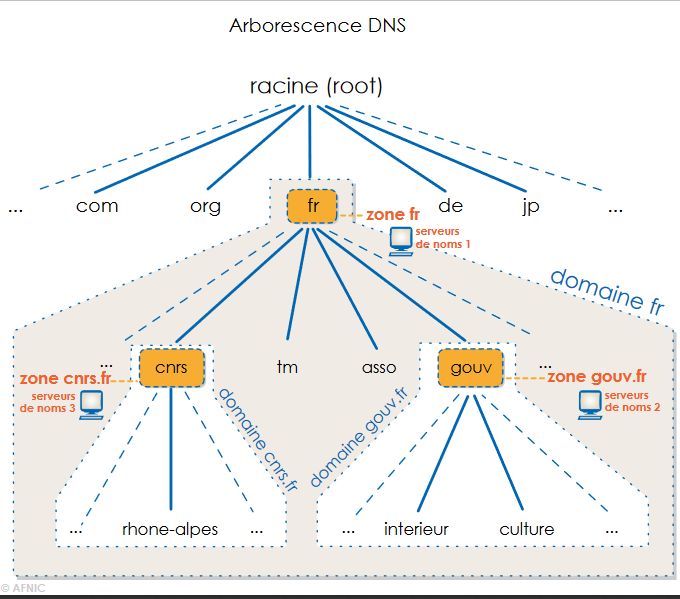 Arborescence DNS
racine (root)
... com org fr de jp ...
zone fr
serveurs
de noms 1
domaine fr
cnrs tm asso gouv ...
...
zone cnrs.fr
serveurs
de noms 3
zone gouv.fr
serveurs
de noms 2
domaine cnrs.fr
domaine gouv.fr
... rhone-alpes ... ... interieur culture ...
© AFNIC